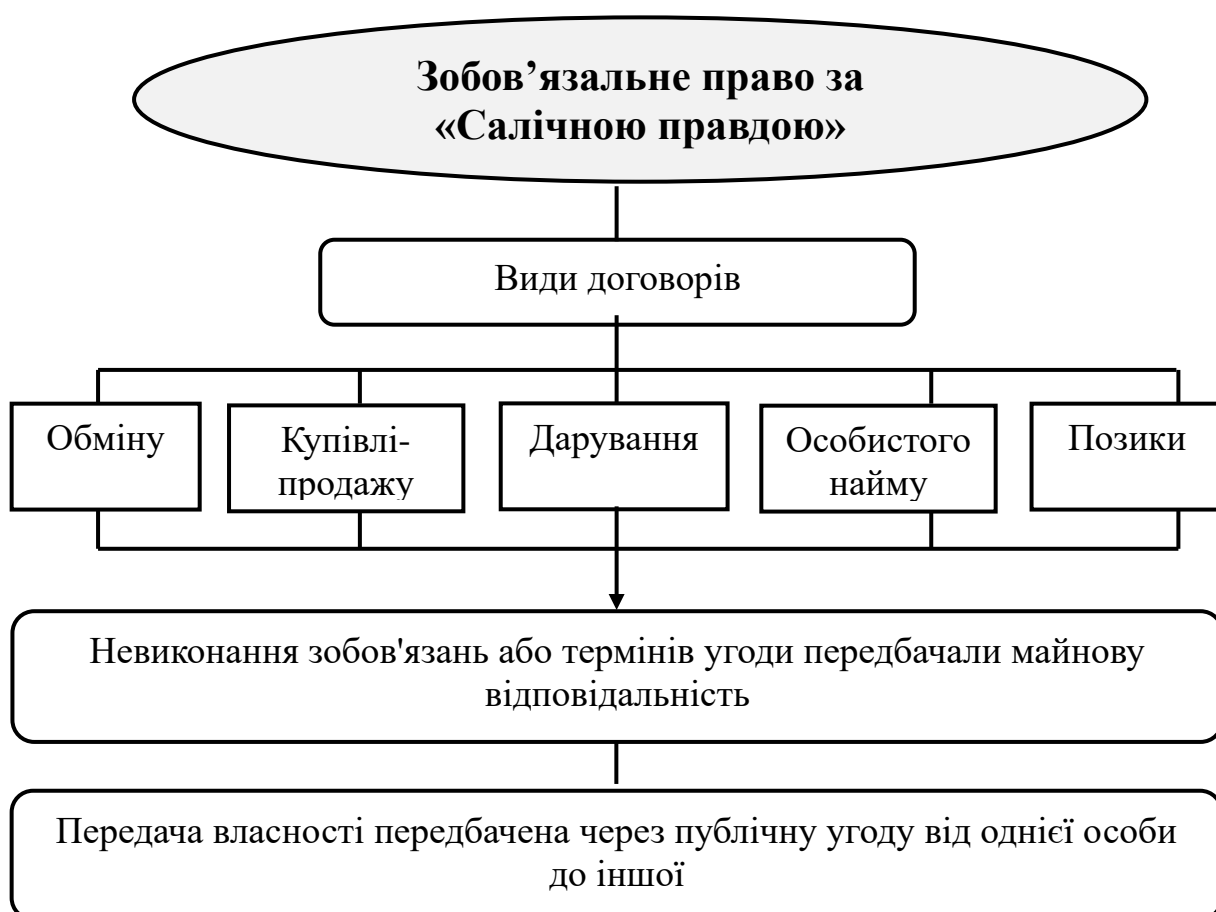 Зобов’язальне право за
«Салічною правдою»
Види договорів
Обміну
Купівлі-
продажу
Дарування
Особистого
найму
Позики
Невиконання зобов'язань або термінів угоди передбачали майнову
відповідальність
Передача власності передбачена через публічну угоду від однієї особи
до іншої